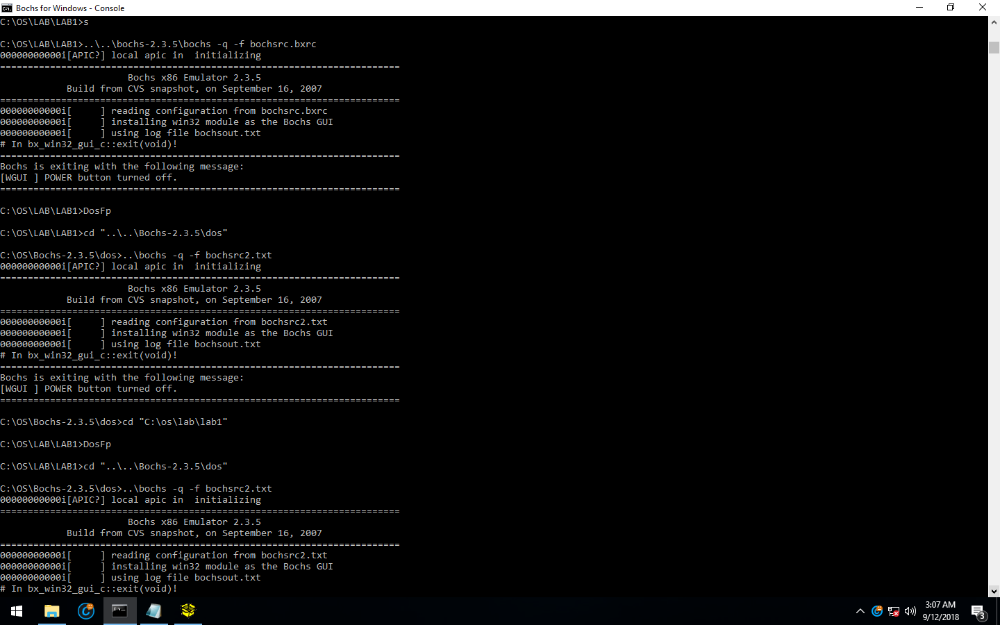 Bochs for Windows - Console
C:\OS\LAB\LAB1>s
C:\OS\LAB\LAB1>..\..\bochs-2.3.5\bochs -q -f bochsrc.bxrc
00000000000i[APIC?] local apic in  initializing
========================================================================
                       Bochs x86 Emulator 2.3.5
            Build from CVS snapshot, on September 16, 2007
========================================================================
00000000000i[     ] reading configuration from bochsrc.bxrc
00000000000i[     ] installing win32 module as the Bochs GUI
00000000000i[     ] using log file bochsout.txt
# In bx_win32_gui_c::exit(void)!
========================================================================
Bochs is exiting with the following message:
[WGUI ] POWER button turned off.
========================================================================
C:\OS\LAB\LAB1>DosFp
C:\OS\LAB\LAB1>cd "..\..\Bochs-2.3.5\dos"
C:\OS\Bochs-2.3.5\dos>..\bochs -q -f bochsrc2.txt
00000000000i[APIC?] local apic in  initializing
========================================================================
                       Bochs x86 Emulator 2.3.5
            Build from CVS snapshot, on September 16, 2007
========================================================================
00000000000i[     ] reading configuration from bochsrc2.txt
00000000000i[     ] installing win32 module as the Bochs GUI
00000000000i[     ] using log file bochsout.txt
# In bx_win32_gui_c::exit(void)!
========================================================================
Bochs is exiting with the following message:
[WGUI ] POWER button turned off.
========================================================================
C:\OS\Bochs-2.3.5\dos>cd "C:\os\lab\lab1"
C:\OS\LAB\LAB1>DosFp
C:\OS\LAB\LAB1>cd "..\..\Bochs-2.3.5\dos"
C:\OS\Bochs-2.3.5\dos>..\bochs -q -f bochsrc2.txt
00000000000i[APIC?] local apic in  initializing
========================================================================
                       Bochs x86 Emulator 2.3.5
            Build from CVS snapshot, on September 16, 2007
========================================================================
00000000000i[     ] reading configuration from bochsrc2.txt
00000000000i[     ] installing win32 module as the Bochs GUI
00000000000i[     ] using log file bochsout.txt
# In bx_win32_gui_c::exit(void)!
3:07 AM
9/12/2018
3